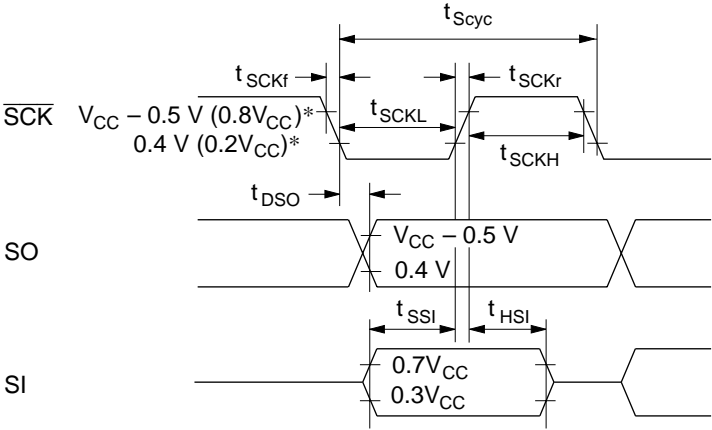 tScyc
tSCKf
tSCKr
SCK VCC – 0.5 V (0.8VCC)*
tSCKL
0.4 V (0.2VCC)*
tSCKH
tDSO
SO
VCC – 0.5 V
0.4 V
tSSI
tHSI
SI
0.7VCC
0.3VCC